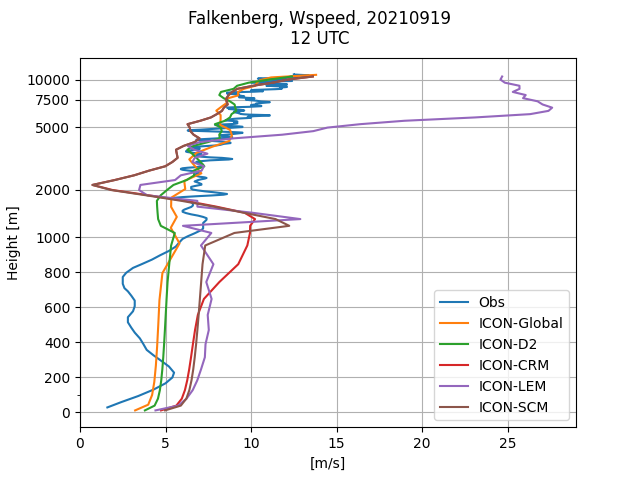 Falkenberg, Wspeed, 20210919
12 UTC
Height [m]
10000
7500
5000
2000
1000
800
600
400
200
0
0 5 10 15 20 25
[m/s]
Obs
ICON-Global
ICON-D2
ICON-CRM
ICON-LEM
ICON-SCM